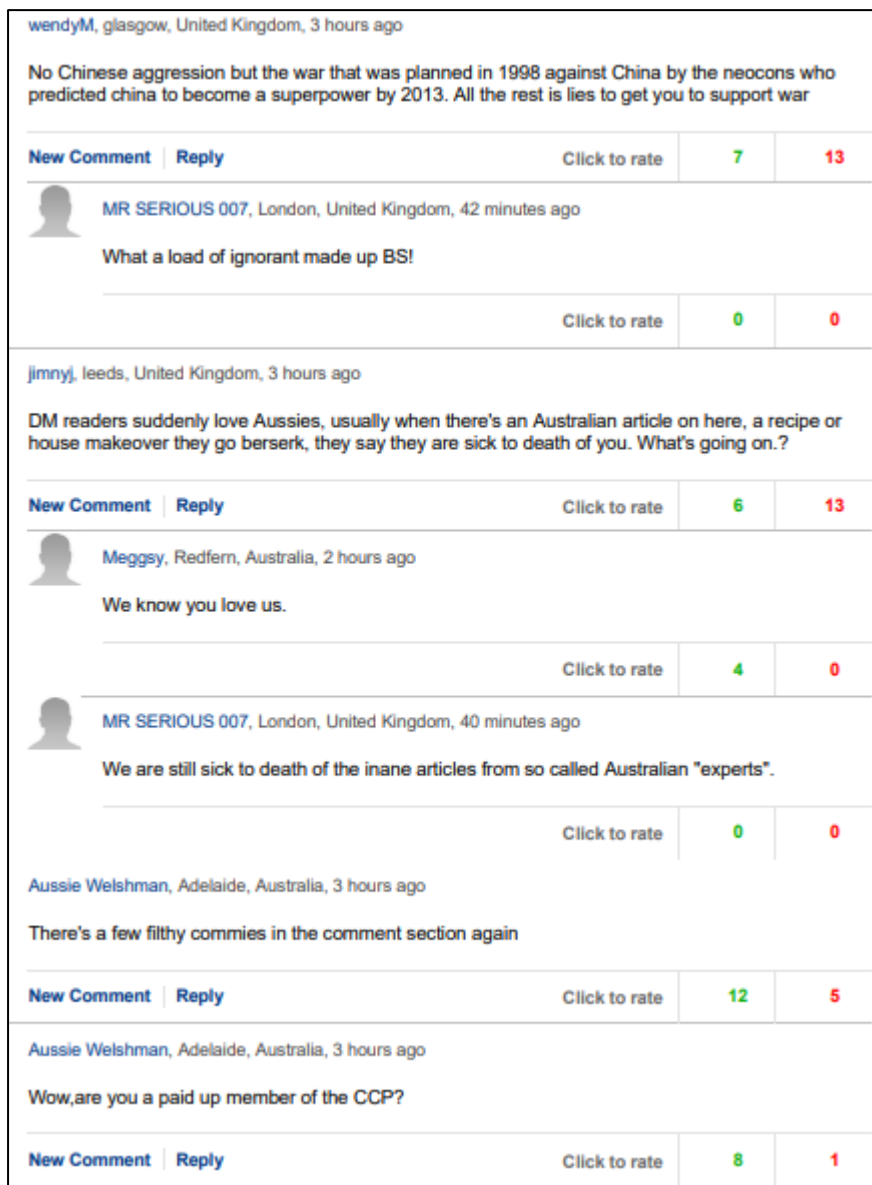 wendyM, glasgow, United Kingdom, 3 hours ago
No Chinese aggression but the war that was planned in 1998 against China by the neocons who
predicted china to become a superpower by 2013. All the rest is lies to get you to support war
New Comment Reply Click to rate 7 13
MR SERIOUS 007, London, United Kingdom, 42 minutes ago
What a load of ignorant made up BS!
Click to rate 0 0
jimnyj, leeds, United Kingdom, 3 hours ago
DM readers suddenly love Aussies, usually when there's an Australian article on here, a recipe or
house makeover they go berserk, they say they are sick to death of you. What's going on.?
New Comment Reply Click to rate 6 13
Meggsy, Redfern, Australia, 2 hours ago
We know you love us.
Click to rate 4 0
MR SERIOUS 007, London, United Kingdom, 40 minutes ago
We are still sick to death of the inane articles from so called Australian "experts".
Click to rate 0 0
Aussie Welshman, Adelaide, Australia, 3 hours ago
There's a few filthy commies in the comment section again
New Comment Reply Click to rate 12 5
Aussie Welshman, Adelaide, Australia, 3 hours ago
Wow,are you a paid up member of the CCP?
New Comment Reply Click to rate 8 1